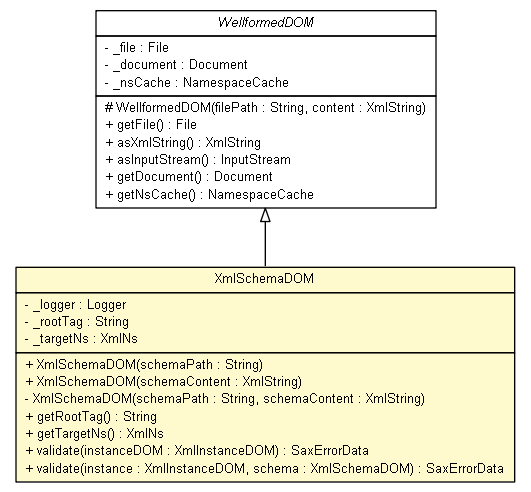 WellformedDOM
- _file : File
- _document : Document
- _nsCache : NamespaceCache
# WellformedDOM(filePath : String, content : XmlString)
+ getFile() : File
+ asXmlString() : XmlString
+ asInputStream() : InputStream
+ getDocument() : Document
+ getNsCache() : NamespaceCache
XmlSchemaDOM
- _logger : Logger
- _rootTag : String
- _targetNs : XmlNs
+ XmlSchemaDOM(schemaPath : String)
+ XmlSchemaDOM(schemaContent : XmlString)
- XmlSchemaDOM(schemaPath : String, schemaContent : XmlString)
+ getRootTag() : String
+ getTargetNs() : XmlNs
+ validate(instanceDOM : XmlInstanceDOM) : SaxErrorData
+ validate(instance : XmlInstanceDOM, schema : XmlSchemaDOM) : SaxErrorData